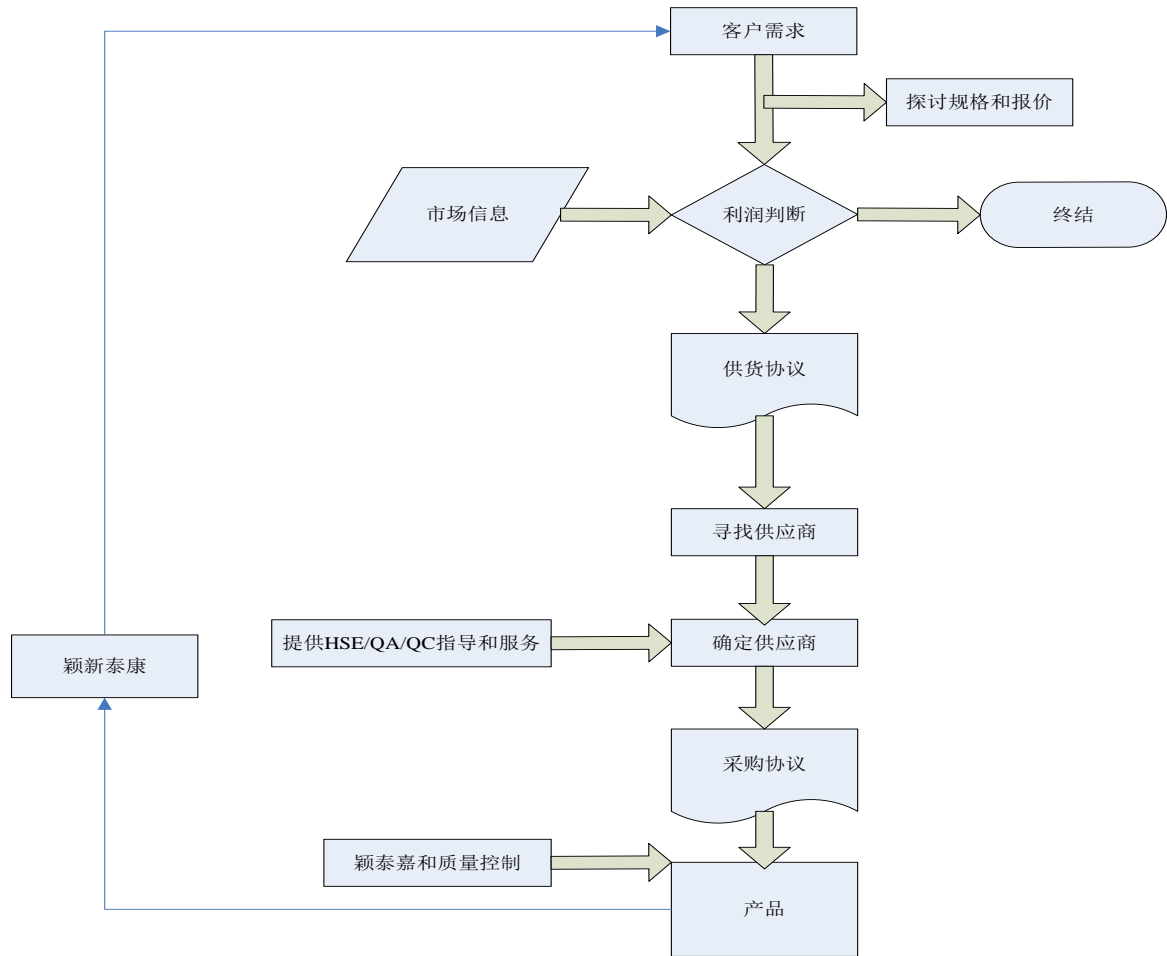 客户需求
探讨规格和报价
市场信息
利润判断
终结
供货协议
寻找供应商
提供HSE/QA/QC指导和服务
确定供应商
颖新泰康
采购协议
颖泰嘉和质量控制
产品